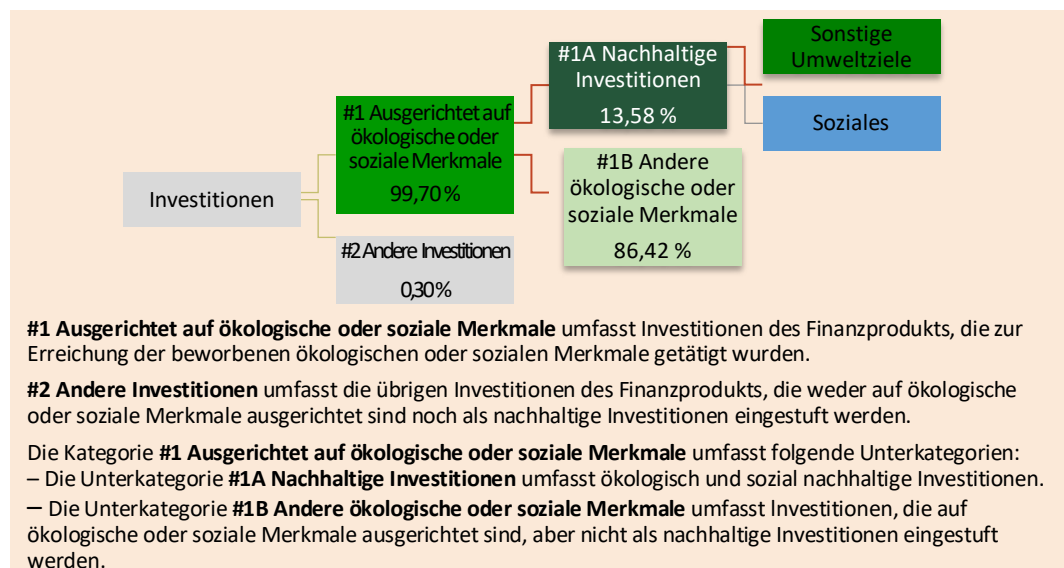 Investitionen
#1 Ausgerichtet auf
ökologische oder
soziale Merkmale
99,70 %
#2 Andere Investitionen
0,30 %
#1A Nachhaltige
Investitionen
13,58 %
#1B Andere
ökologische oder
soziale Merkmale
86,42 %
Sonstige
Umweltziele
Soziales
#1 Ausgerichtet auf ökologische oder soziale Merkmale umfasst Investitionen des Finanzprodukts, die zur
Erreichung der beworbenen ökologischen oder sozialen Merkmale getätigt wurden.
#2 Andere Investitionen umfasst die übrigen Investitionen des Finanzprodukts, die weder auf ökologische
oder soziale Merkmale ausgerichtet sind noch als nachhaltige Investitionen eingestuft werden.
Die Kategorie #1 Ausgerichtet auf ökologische oder soziale Merkmale umfasst folgende Unterkategorien:
– Die Unterkategorie #1A Nachhaltige Investitionen umfasst ökologisch und sozial nachhaltige Investitionen.
– Die Unterkategorie #1B Andere ökologische oder soziale Merkmale umfasst Investitionen, die auf
ökologische oder soziale Merkmale ausgerichtet sind, aber nicht als nachhaltige Investitionen eingestuft
werden.